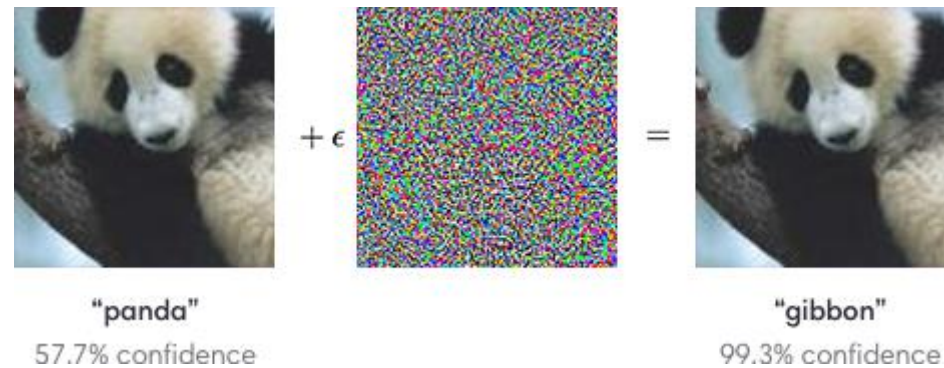 + ϵ =
“panda” “gibbon”
57.7% confidence 99.3% confidence